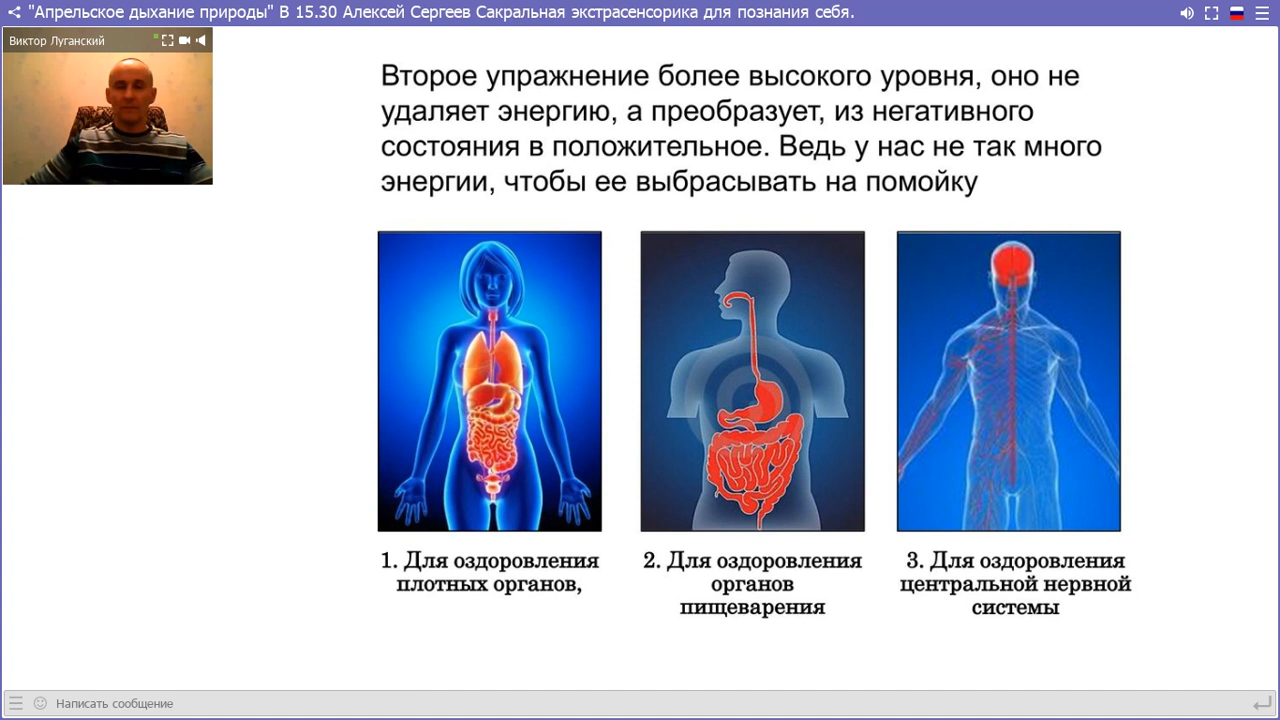 "Апрельское дыхание природы" В 15.30 Алексей Сергеев Сакральная экстрасенсорика для познания себя.
Виктор Луганский
Второе упражнение более высокого уровня, оно не
удаляет энергию, а преобразует, из негативного
состояния в положительное. Ведь у нас не так много
энергии, чтобы ее выбрасывать на помойку
1. Для оздоровления
плотных органов,
2. Для оздоровления
органов
пищеварения
3. Для оздоровления
центральной нервной
системы
Написать сообщение